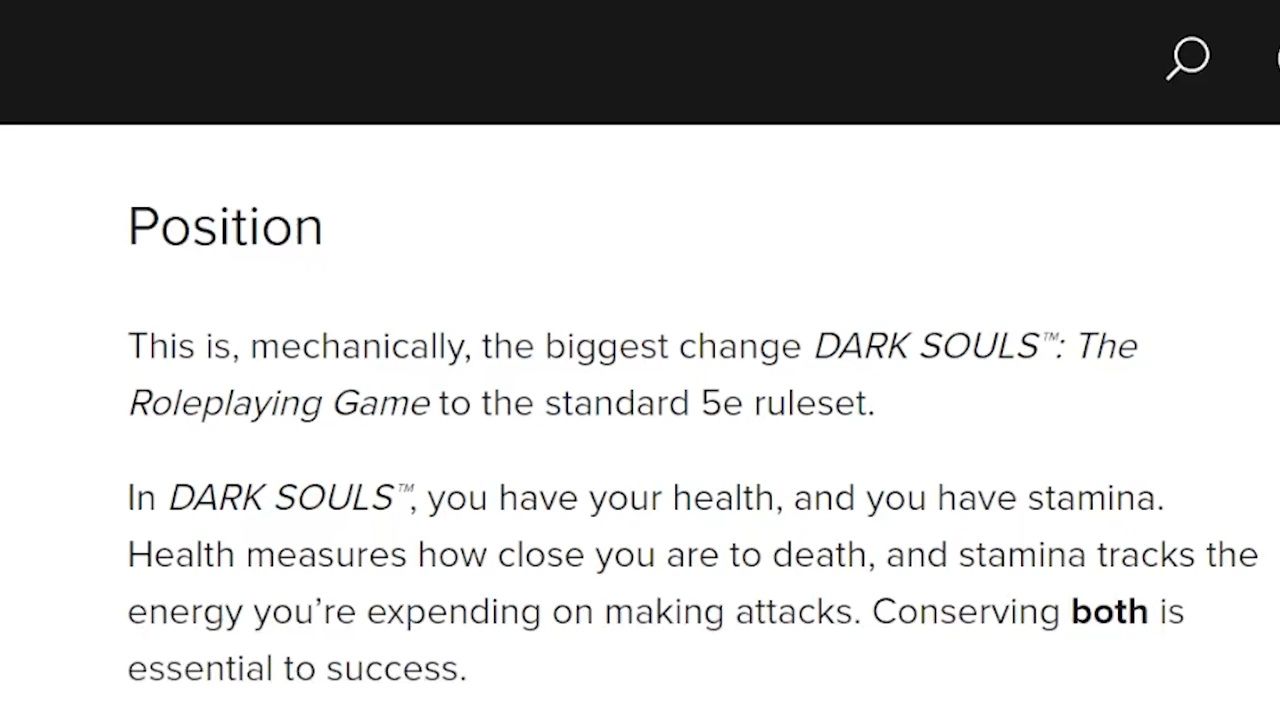 Position
This is, mechanically, the biggest change DARK SOULS™: The
Roleplaying Game to the standard 5e ruleset.
In DARK SOULS™, you have your health, and you have stamina.
Health measures how close you are to death, and stamina tracks the
energy you’re expending on making attacks. Conserving both is
essential to success.